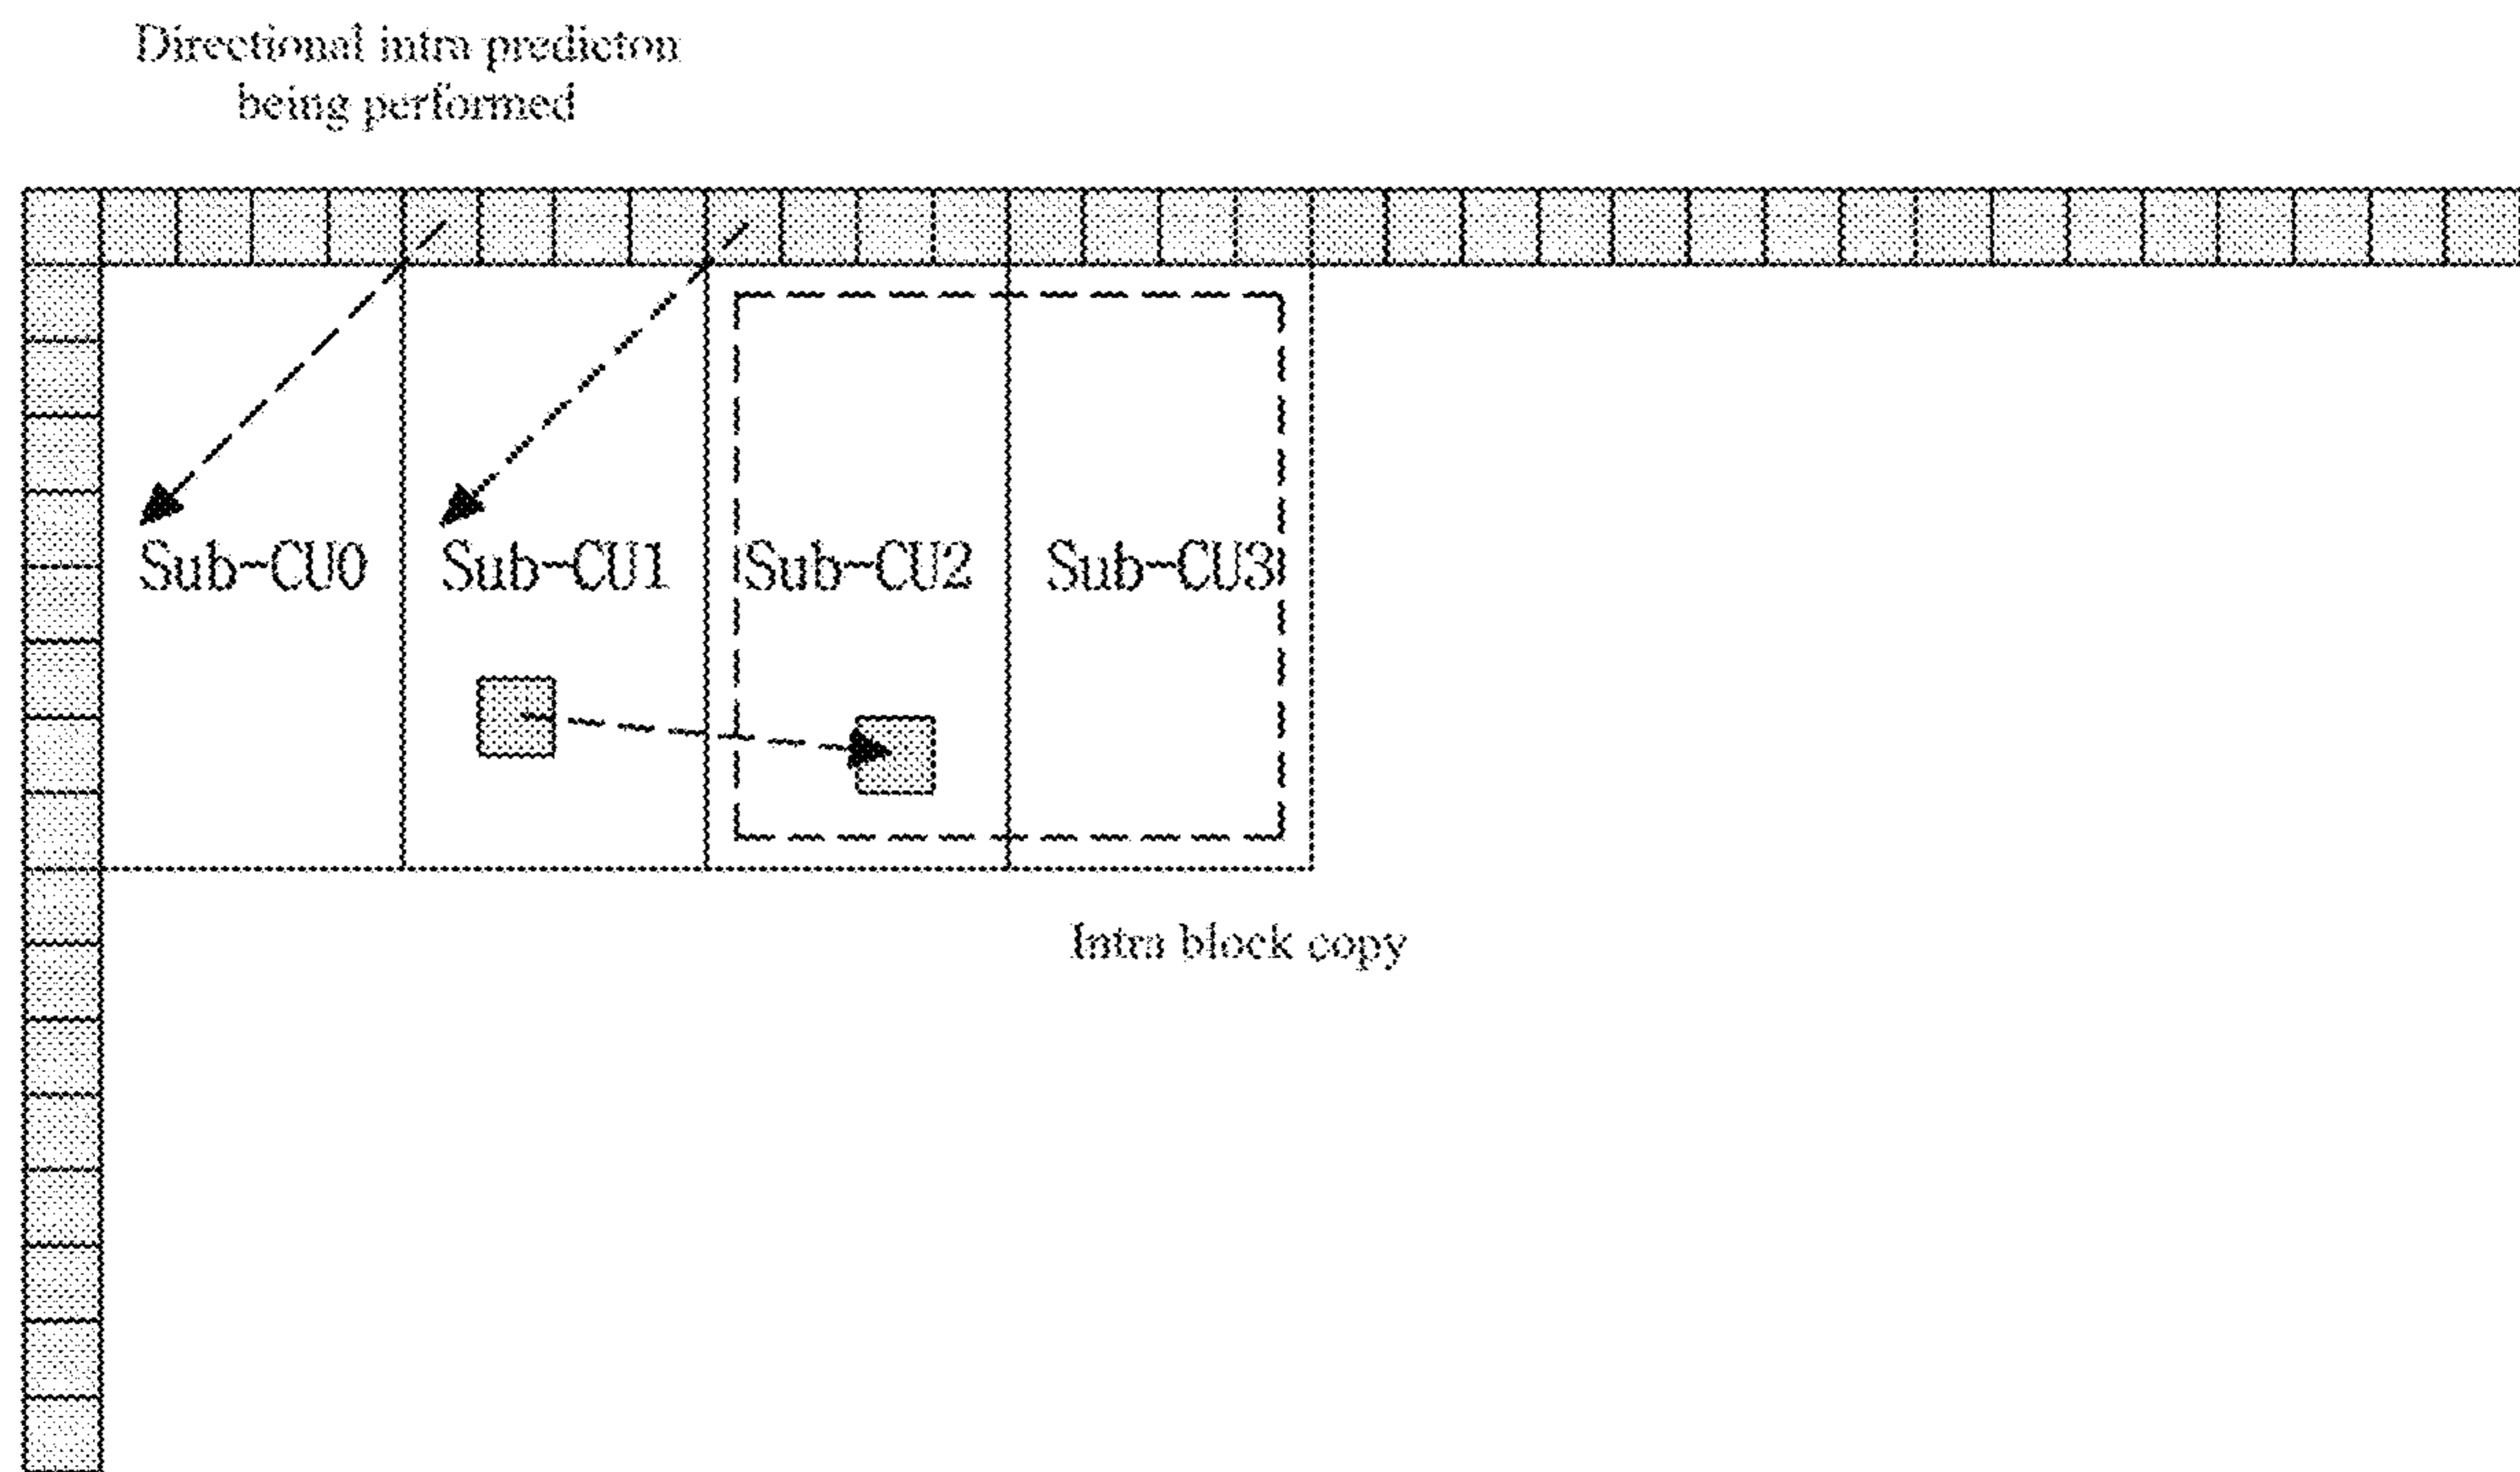 Directional intra predicton
being performed
Sub-CU0 Sub-CU1 Sub-CU2 Sub-CU3
Intra block copy